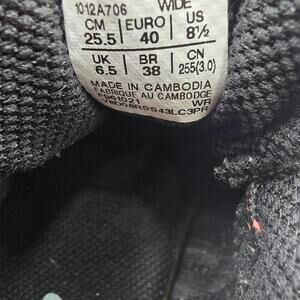 1012A706 WIDE
CM EURO US
25.5 40 8½
UK BR CN
6.5 38 255(3.0)
MADE IN CAMBODIA
FABRIQUE AU CAMBODGE
WR